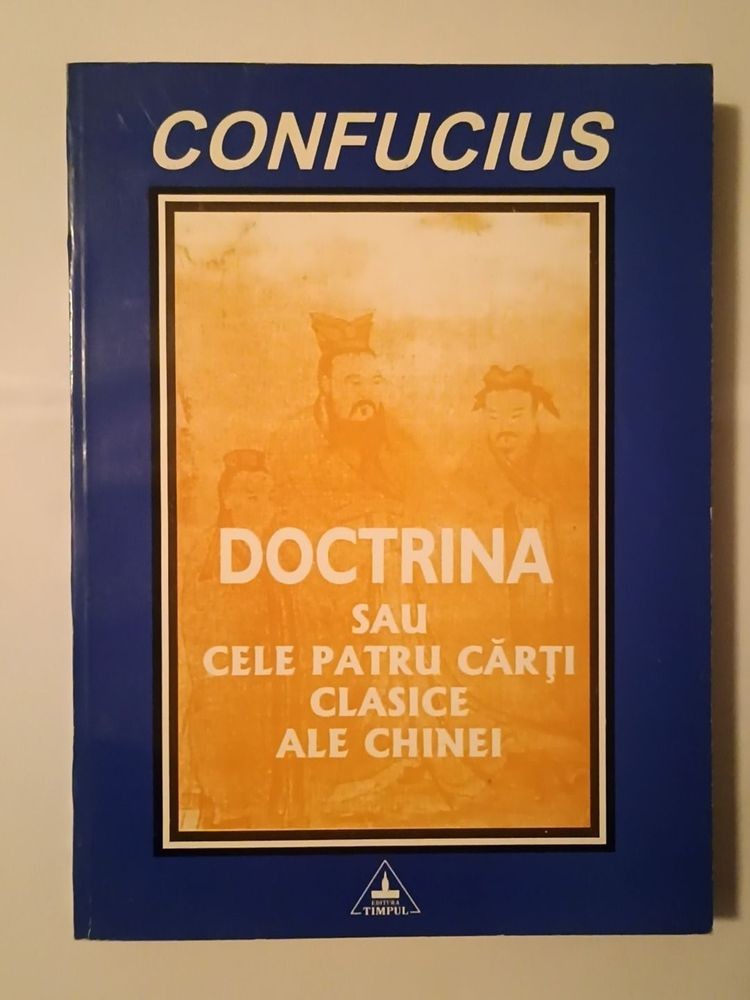 CONFUCIUS
DOCTRINA
SAU
CELE PATRU CĂRŢI
CLASICE
ALE CHINEI
EDITURA
TIMPUL